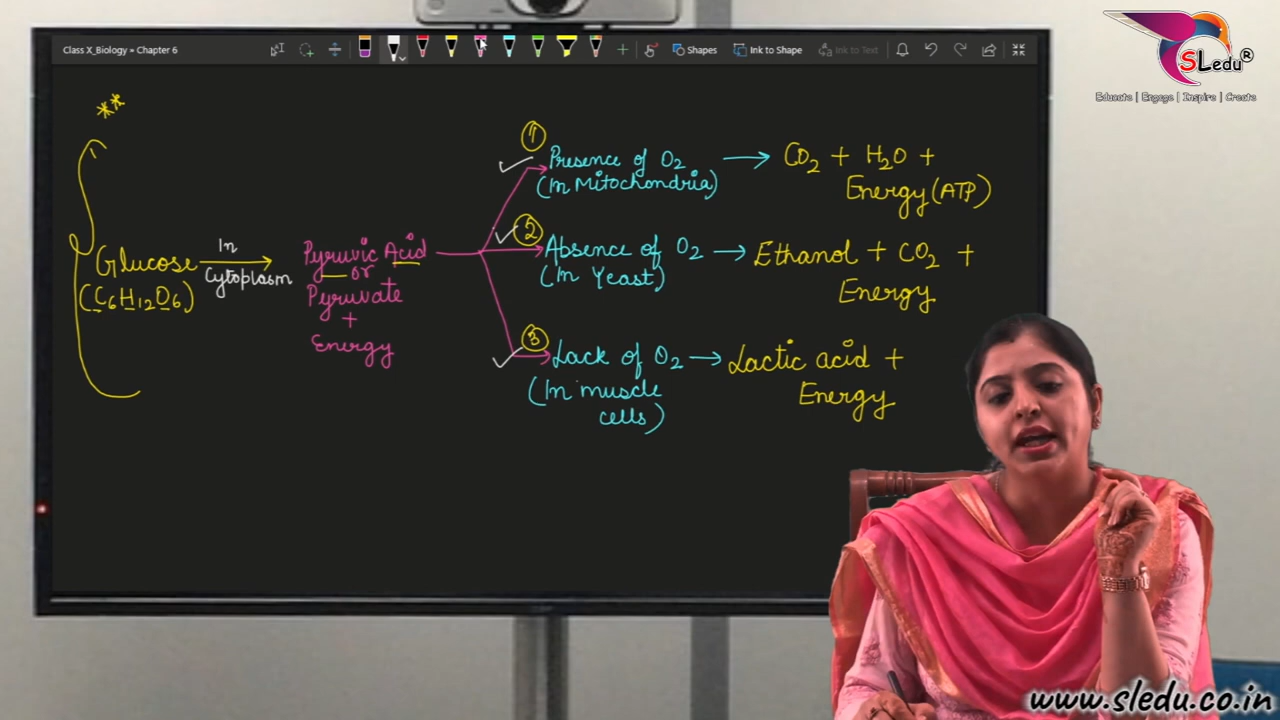 Class X_Biology » Chapter 6
Shapes
Ink to Shape
Ink to Text
SLedu®
Educate | Engage | Inspire | Create
**
Glucose
(C6H12O6)
In
Cytoplasm
Pyruvic Acid
or
Pyruvate
+
Energy
1
Presence of O2
(In Mitochondria)
CO2 + H2O +
Energy (ATP)
2
Absence of O2
(In Yeast)
Ethanol + CO2 +
Energy
3
Lack of O2
(In muscle
cells)
Lactic acid +
Energy
www.sledu.co.in